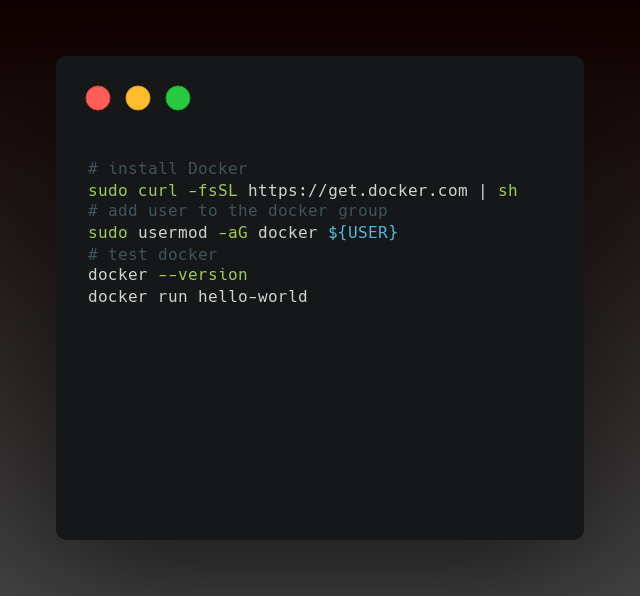 # install Docker
sudo curl -fsSL https://get.docker.com | sh
# add user to the docker group
sudo usermod -aG docker ${USER}
# test docker
docker --version
docker run hello-world